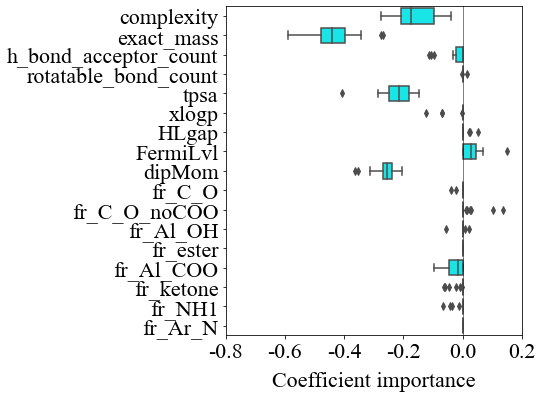 complexity
exact_mass
h_bond_acceptor_count
rotatable_bond_count
tpsa
xlogp
HLgap
FermiLvl
dipMom
fr_C_O
fr_C_O_noCOO
fr_Al_OH
fr_ester
fr_Al_COO
fr_ketone
fr_NH1
fr_Ar_N
-0.8 -0.6 -0.4 -0.2 0.0 0.2
Coefficient importance